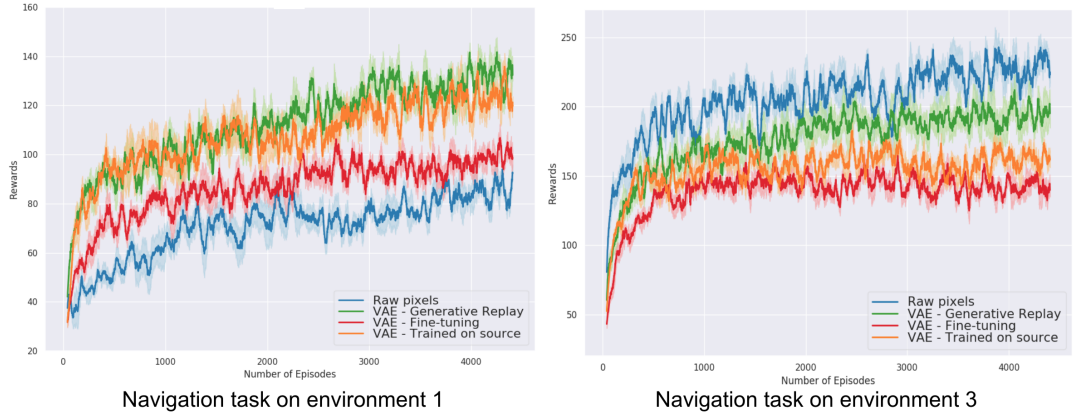 160
140
120
100
80
60
40
20
Rewards
0
1000
2000
3000
4000
Number of Episodes
Raw pixels
VAE - Generative Replay
VAE - Fine-tuning
VAE - Trained on source
Navigation task on environment 1
250
200
150
100
50
Rewards
0
1000
2000
3000
4000
Number of Episodes
Raw pixels
VAE - Generative Replay
VAE - Fine-tuning
VAE - Trained on source
Navigation task on environment 3